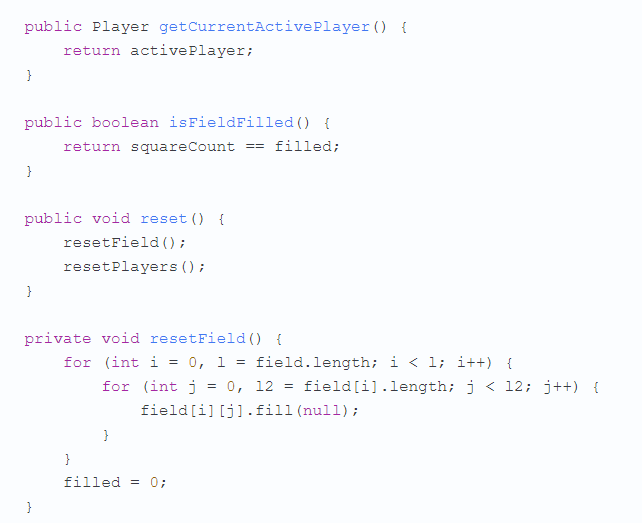 public Player getCurrentActivePlayer() {
    return activePlayer;
}

public boolean isFieldFilled() {
    return squareCount == filled;
}

public void reset() {
    resetField();
    resetPlayers();
}

private void resetField() {
    for (int i = 0, l = field.length; i < l; i++) {
        for (int j = 0, l2 = field[i].length; j < l2; j++) {
            field[i][j].fill(null);
        }
    }
    filled = 0;
}